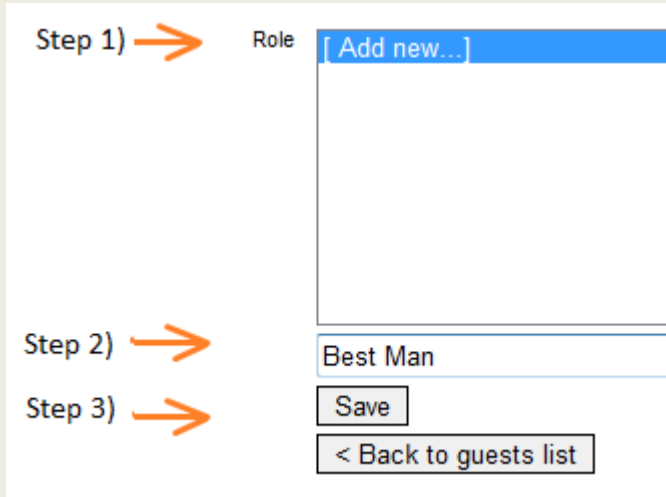 Step 1)
Role
[ Add new...]
Step 2)
Best Man
Step 3)
Save
< Back to guests list